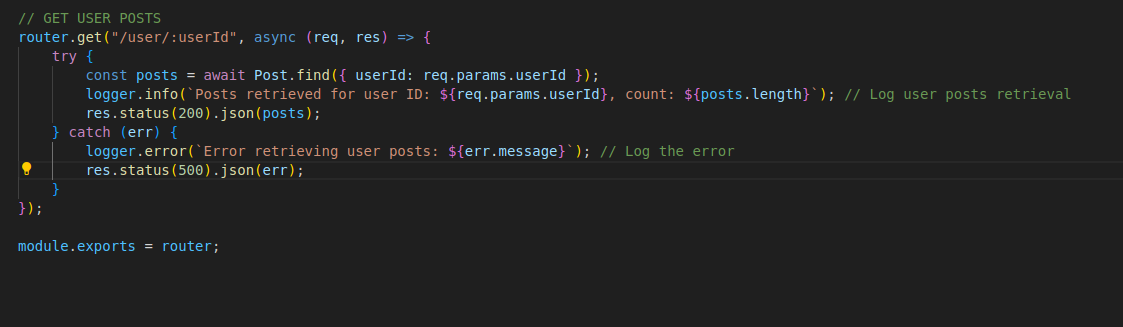 // GET USER POSTS
router.get("/user/:userId", async (req, res) => {
    try {
        const posts = await Post.find({ userId: req.params.userId });
        logger.info(`Posts retrieved for user ID: ${req.params.userId}, count: ${posts.length}`); // Log user posts retrieval
        res.status(200).json(posts);
    } catch (err) {
        logger.error(`Error retrieving user posts: ${err.message}`); // Log the error
        res.status(500).json(err);
    }
});

module.exports = router;